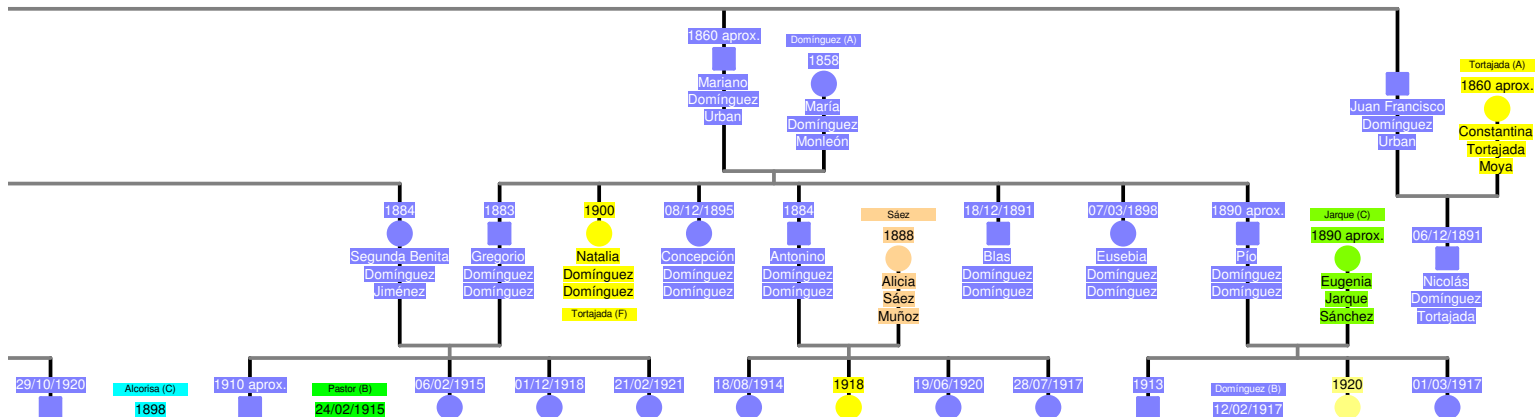 1860 aprox.
Mariano
Domínguez
Urban
Domínguez (A)
1858
María
Domínguez
Monleón
Juan Francisco
Domínguez
Urban
Tortajada (A)
1860 aprox.
Constantina
Tortajada
Moya
1884
Segunda Benita
Domínguez
Jiménez
1883
Gregorio
Domínguez
Domínguez
1900
Natalia
Domínguez
Domínguez
Tortajada (F)
08/12/1895
Concepción
Domínguez
Domínguez
1884
Antonino
Domínguez
Domínguez
Sáez
1888
Alicia
Sáez
Muñoz
18/12/1891
Blas
Domínguez
Domínguez
07/03/1898
Eusebia
Domínguez
Domínguez
1890 aprox.
Pío
Domínguez
Domínguez
Jarque (C)
1890 aprox.
Eugenia
Jarque
Sánchez
06/12/1891
Nicolás
Domínguez
Tortajada
29/10/1920
Alcorisa (C)
1898
1910 aprox.
Pastor (B)
24/02/1915
06/02/1915
01/12/1918
21/02/1921
18/08/1914
1918
19/06/1920
28/07/1917
1913
Domínguez (B)
12/02/1917
1920
01/03/1917